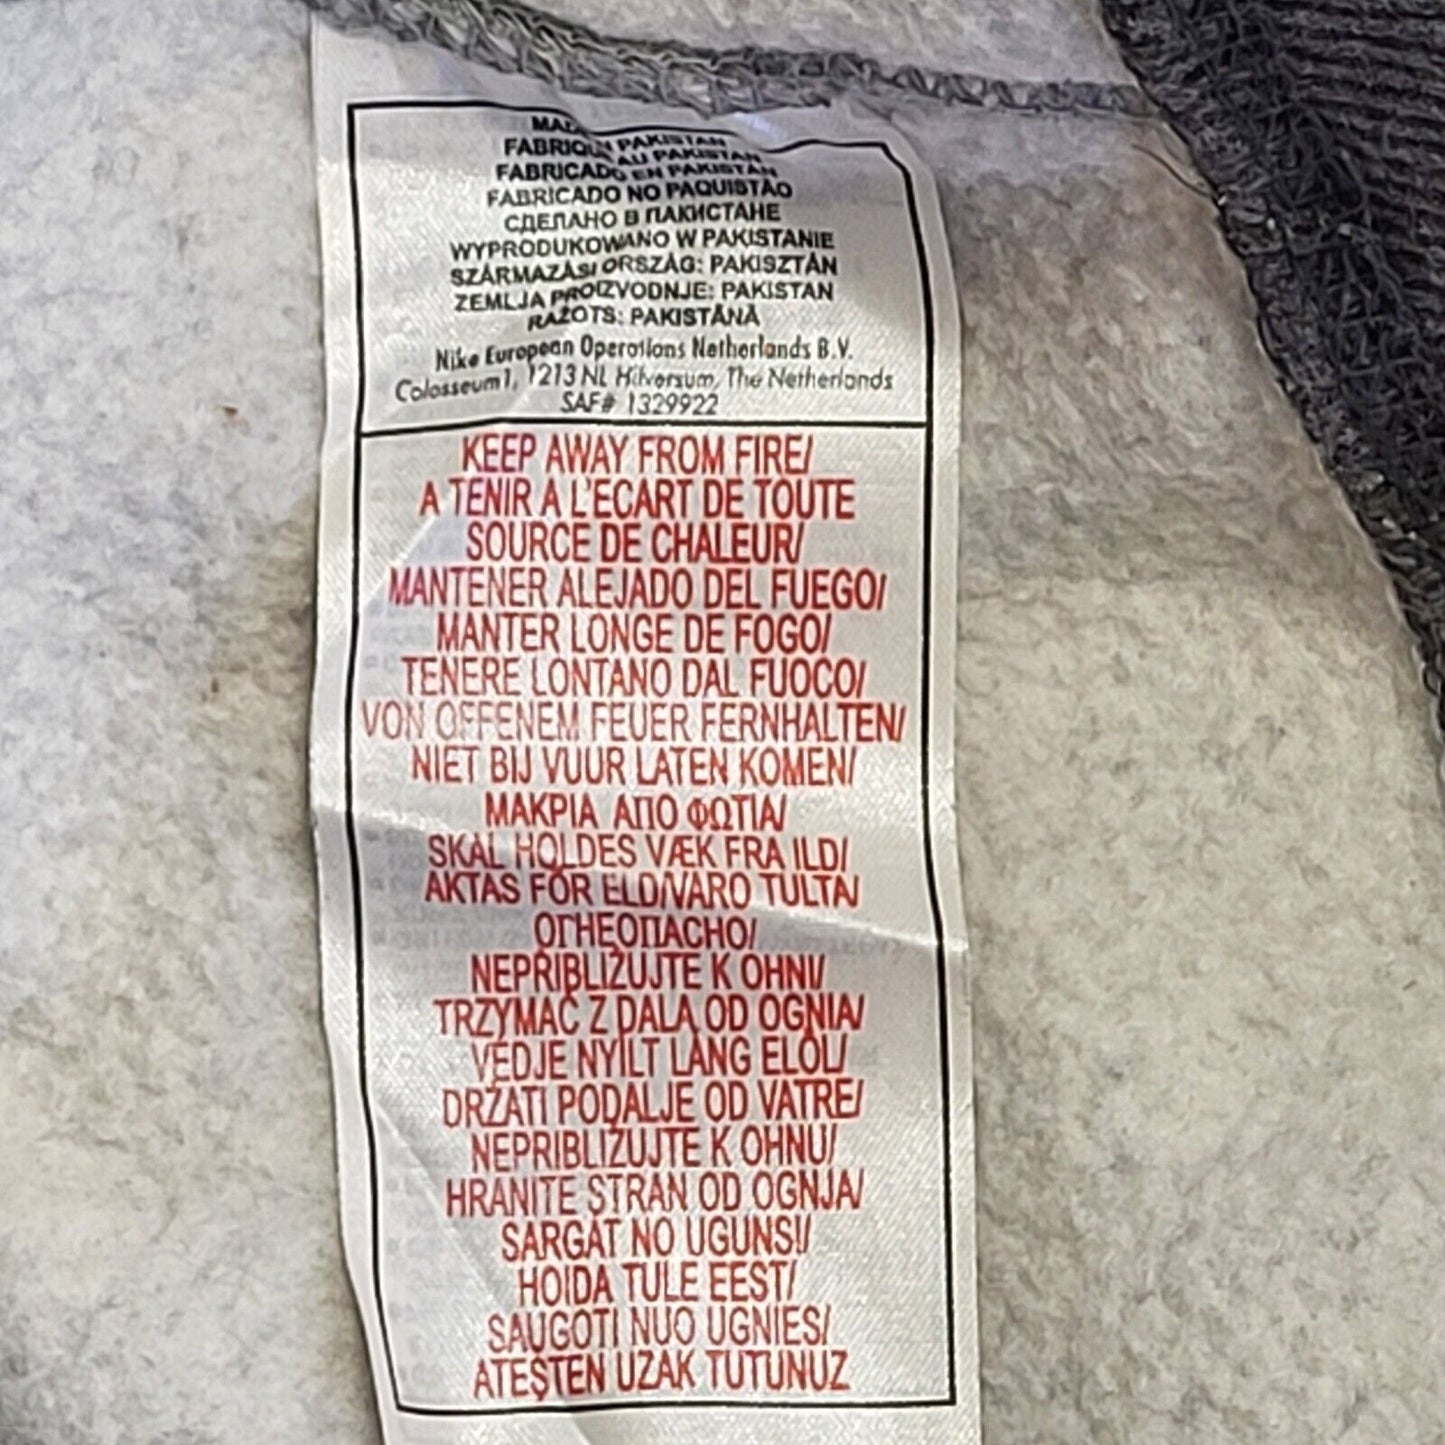 PAKISTAN
AU PAKISTAN
FABRICADO EN PAKISTÁN
FABRICADO NO PAQUISTÃO
СДЕЛАНО В ПАКИСТАНЕ
WYPRODUKOWANO W PAKISTANIE
SZÁRMAZÁSI ORSZÁG: PAKISZTÁN
ZEMLJA PROIZVODNJE: PAKISTAN
RAŽOTS: PAKISTĀNĀ
Nike European Operations Netherlands B.V.
Colosseum1, 1213 NL Hilversum, The Netherlands
SAF# 1329922
KEEP AWAY FROM FIRE/
A TENIR A L'ECART DE TOUTE
SOURCE DE CHALEUR/
MANTENER ALEJADO DEL FUEGO/
MANTER LONGE DE FOGO/
TENERE LONTANO DAL FUOCO/
VON OFFENEM FEUER FERNHALTEN/
NIET BIJ VUUR LATEN KOMEN/
ΜΑΚΡΙΑ ΑΠΟ ΦΩΤΙΑ/
SKAL HOLDES VÆK FRA ILD/
AKTAS FÖR ELD/VARO TULTA/
ОГНЕОПАСНО/
NEPŘIBLIŽUJTE K OHNI/
TRZYMAĆ Z DALA OD OGNIA/
VÉDJE NYÍLT LÁNG ELŐL/
DRŽATI PODALJE OD VATRE/
NEPRIBLIŽUJTE K OHŇU/
HRANITE STRAN OD OGNJA/
SARGĀT NO UGUNS!/
HOIDA TULE EEST/
SAUGOTI NUO UGNIES/
ATEŞTEN UZAK TUTUNUZ